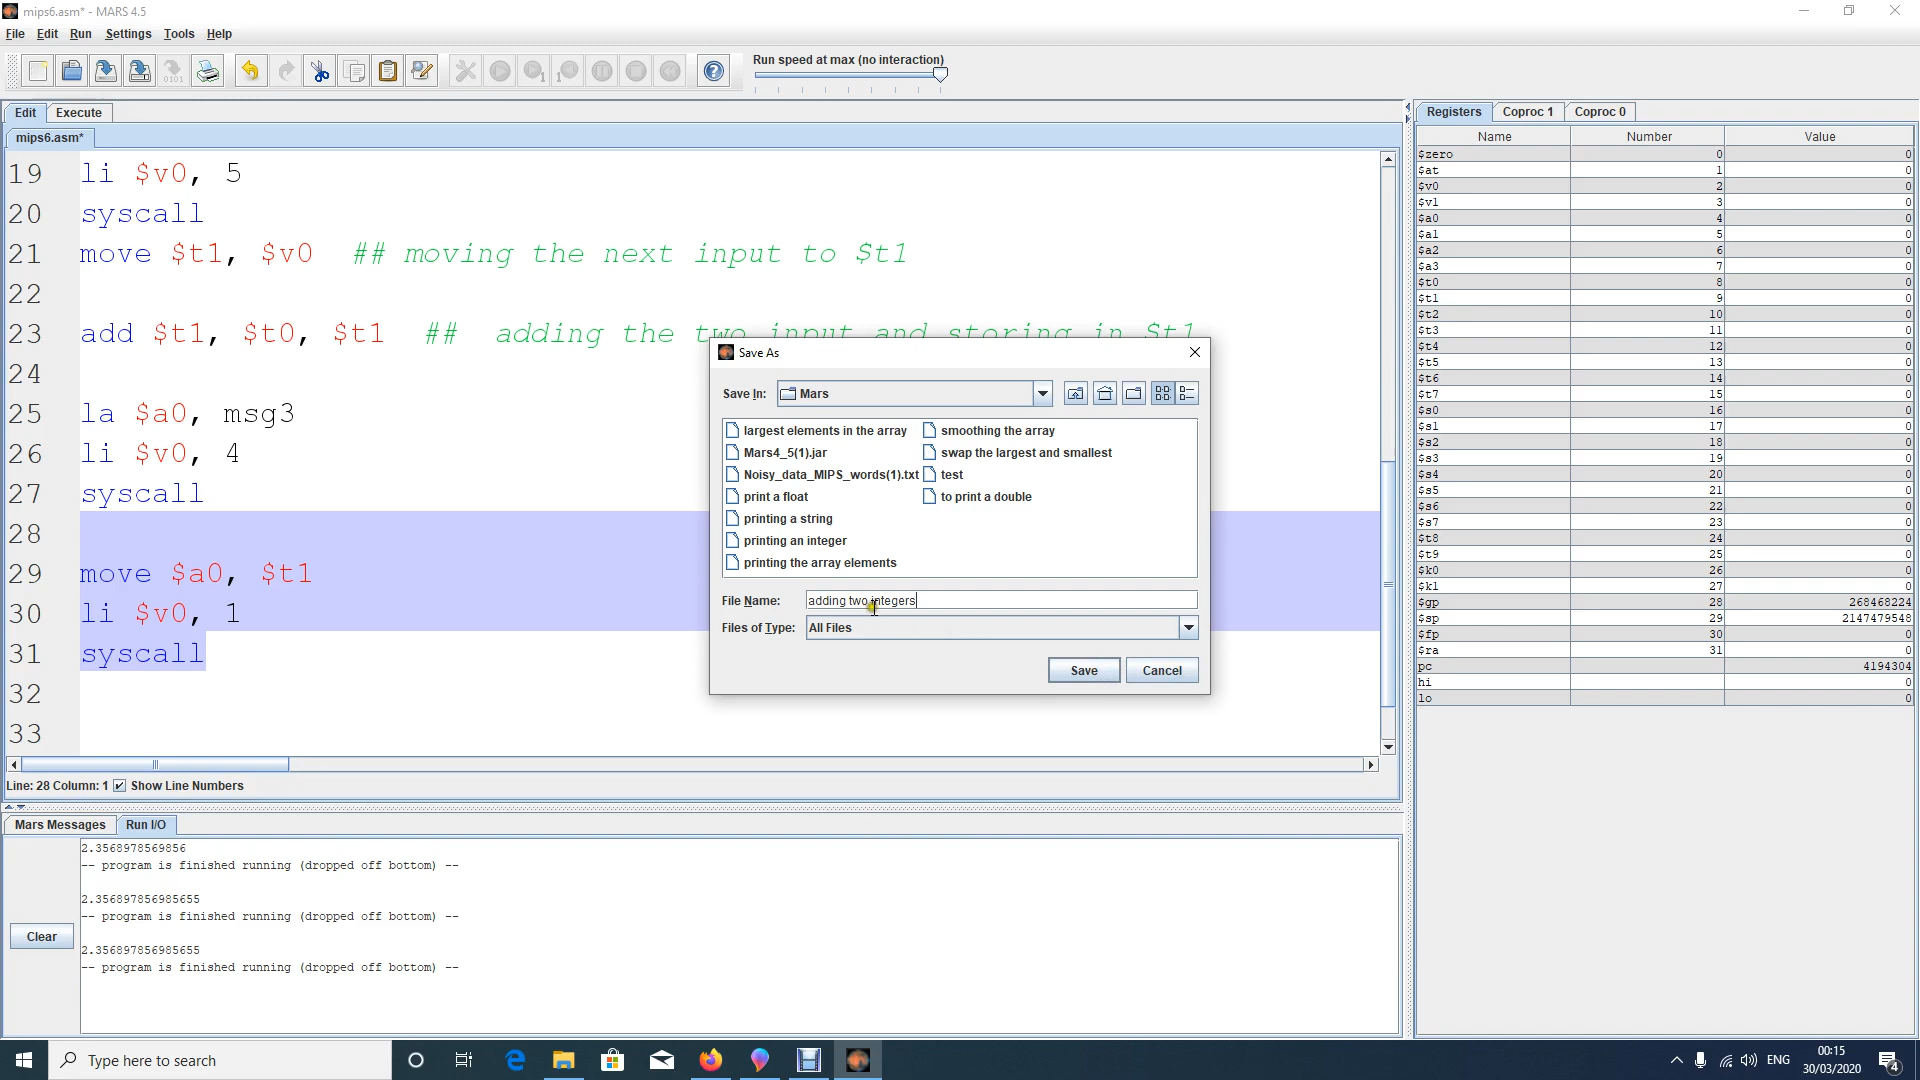 mips6.asm* - MARS 4.5
File Edit Run Settings Tools Help
Run speed at max (no interaction)
Edit Execute
mips6.asm*
19 li $v0, 5
20 syscall
21 move $t1, $v0 ## moving the next input to $t1
22
23 add $t1, $t0, $t1 ## adding the two input and storing in $t1
24
25 la $a0, msg3
26 li $v0, 4
27 syscall
28
29 move $a0, $t1
30 li $v0, 1
31 syscall
32
33
Line: 28 Column: 1 Show Line Numbers
Save As
Save In: Mars
largest elements in the array
Mars4_5(1).jar
Noisy_data_MIPS_words(1).txt
print a float
printing a string
printing an integer
printing the array elements
smoothing the array
swap the largest and smallest
test
to print a double
File Name: adding two integers
Files of Type: All Files
Save Cancel
Mars Messages Run I/O
Clear
2.3568978569856
-- program is finished running (dropped off bottom) --
2.356897856985655
-- program is finished running (dropped off bottom) --
2.356897856985655
-- program is finished running (dropped off bottom) --
Registers Coproc 1 Coproc 0
Name Number Value
$zero 0 0
$at 1 0
$v0 2 0
$v1 3 0
$a0 4 0
$a1 5 0
$a2 6 0
$a3 7 0
$t0 8 0
$t1 9 0
$t2 10 0
$t3 11 0
$t4 12 0
$t5 13 0
$t6 14 0
$t7 15 0
$s0 16 0
$s1 17 0
$s2 18 0
$s3 19 0
$s4 20 0
$s5 21 0
$s6 22 0
$s7 23 0
$t8 24 0
$t9 25 0
$k0 26 0
$k1 27 0
$gp 28 268468224
$sp 29 2147479548
$fp 30 0
$ra 31 0
pc 4194304
hi 0
lo 0
Type here to search
ENG
00:15
30/03/2020
4